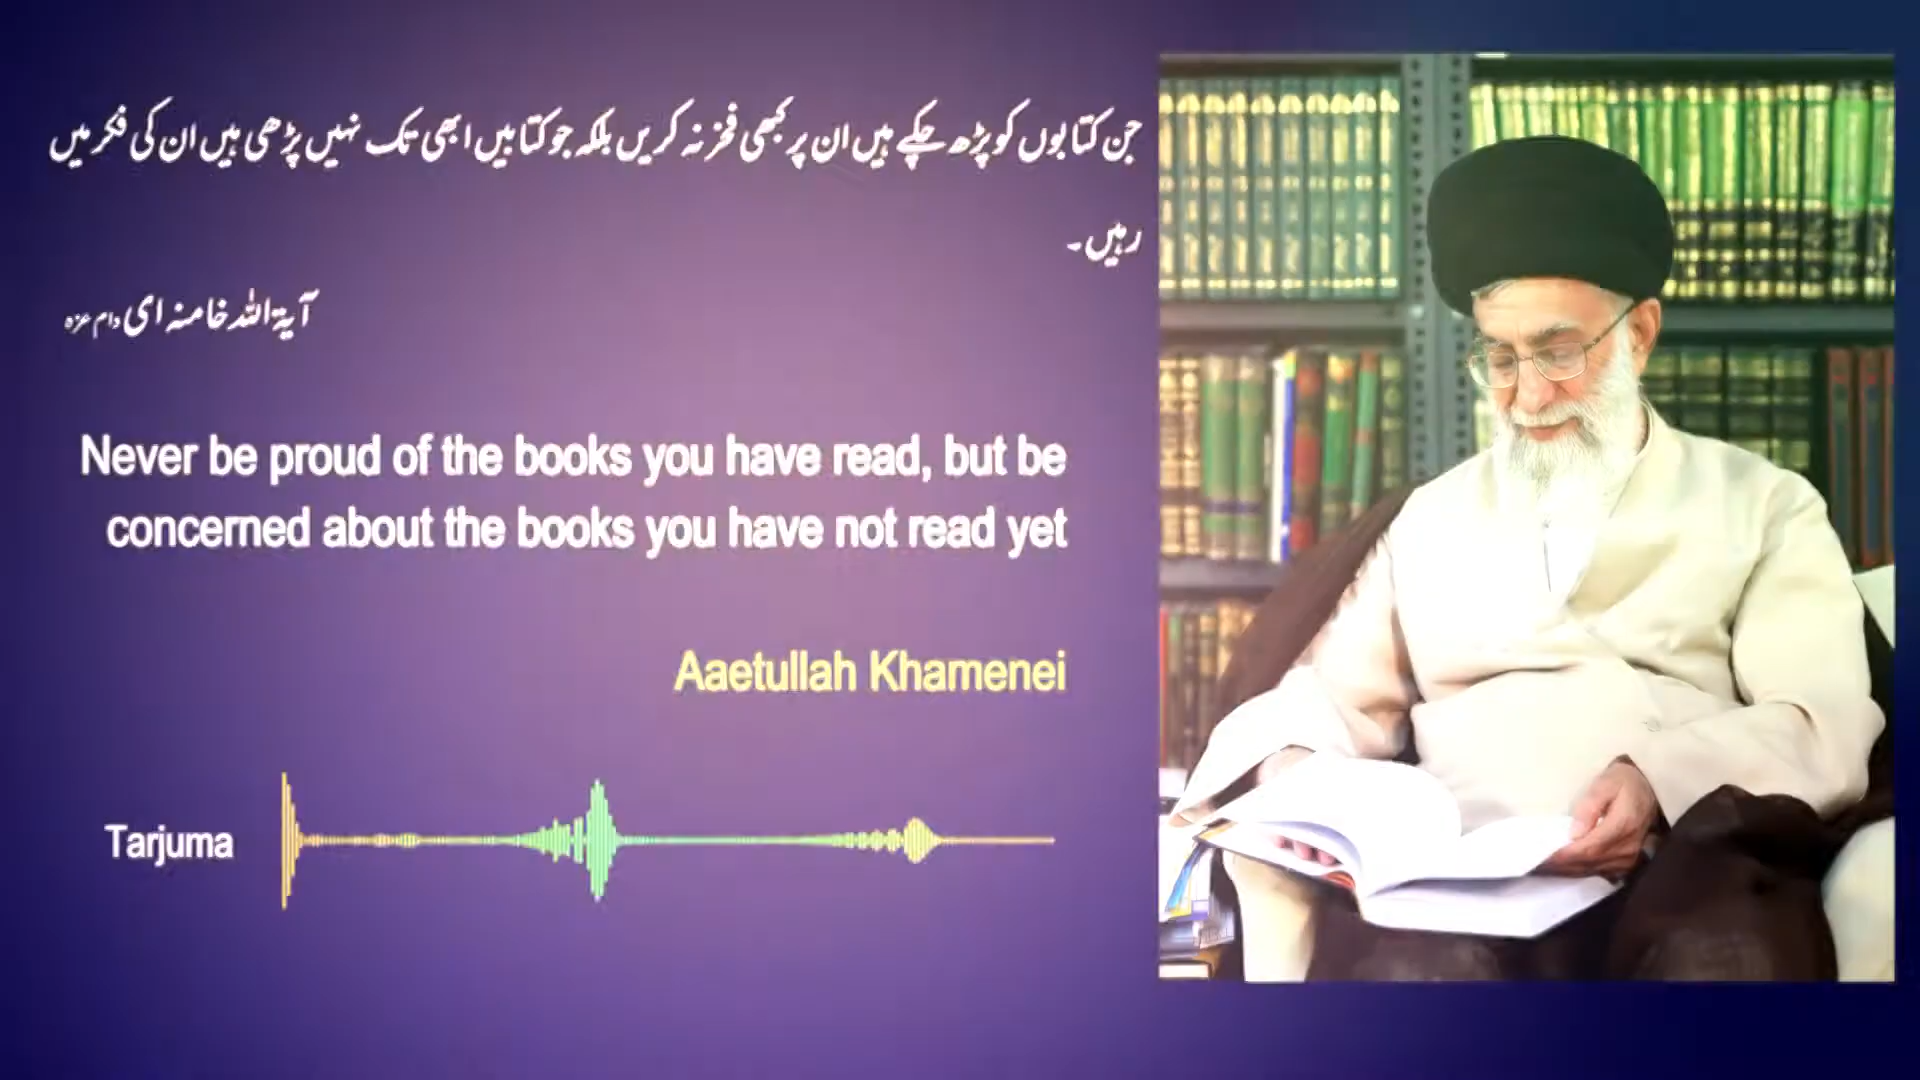 جن کتابوں کو پڑھ چکے ہیں ان پر کبھی فخر نہ کریں بلکہ جو کتابیں ابھی تک نہیں پڑھی ہیں ان کی فکر میں
رہیں۔
آیۃ اللہ خامنہ ای دام عزہ
Never be proud of the books you have read, but be
concerned about the books you have not read yet
Aaetullah Khamenei
Tarjuma